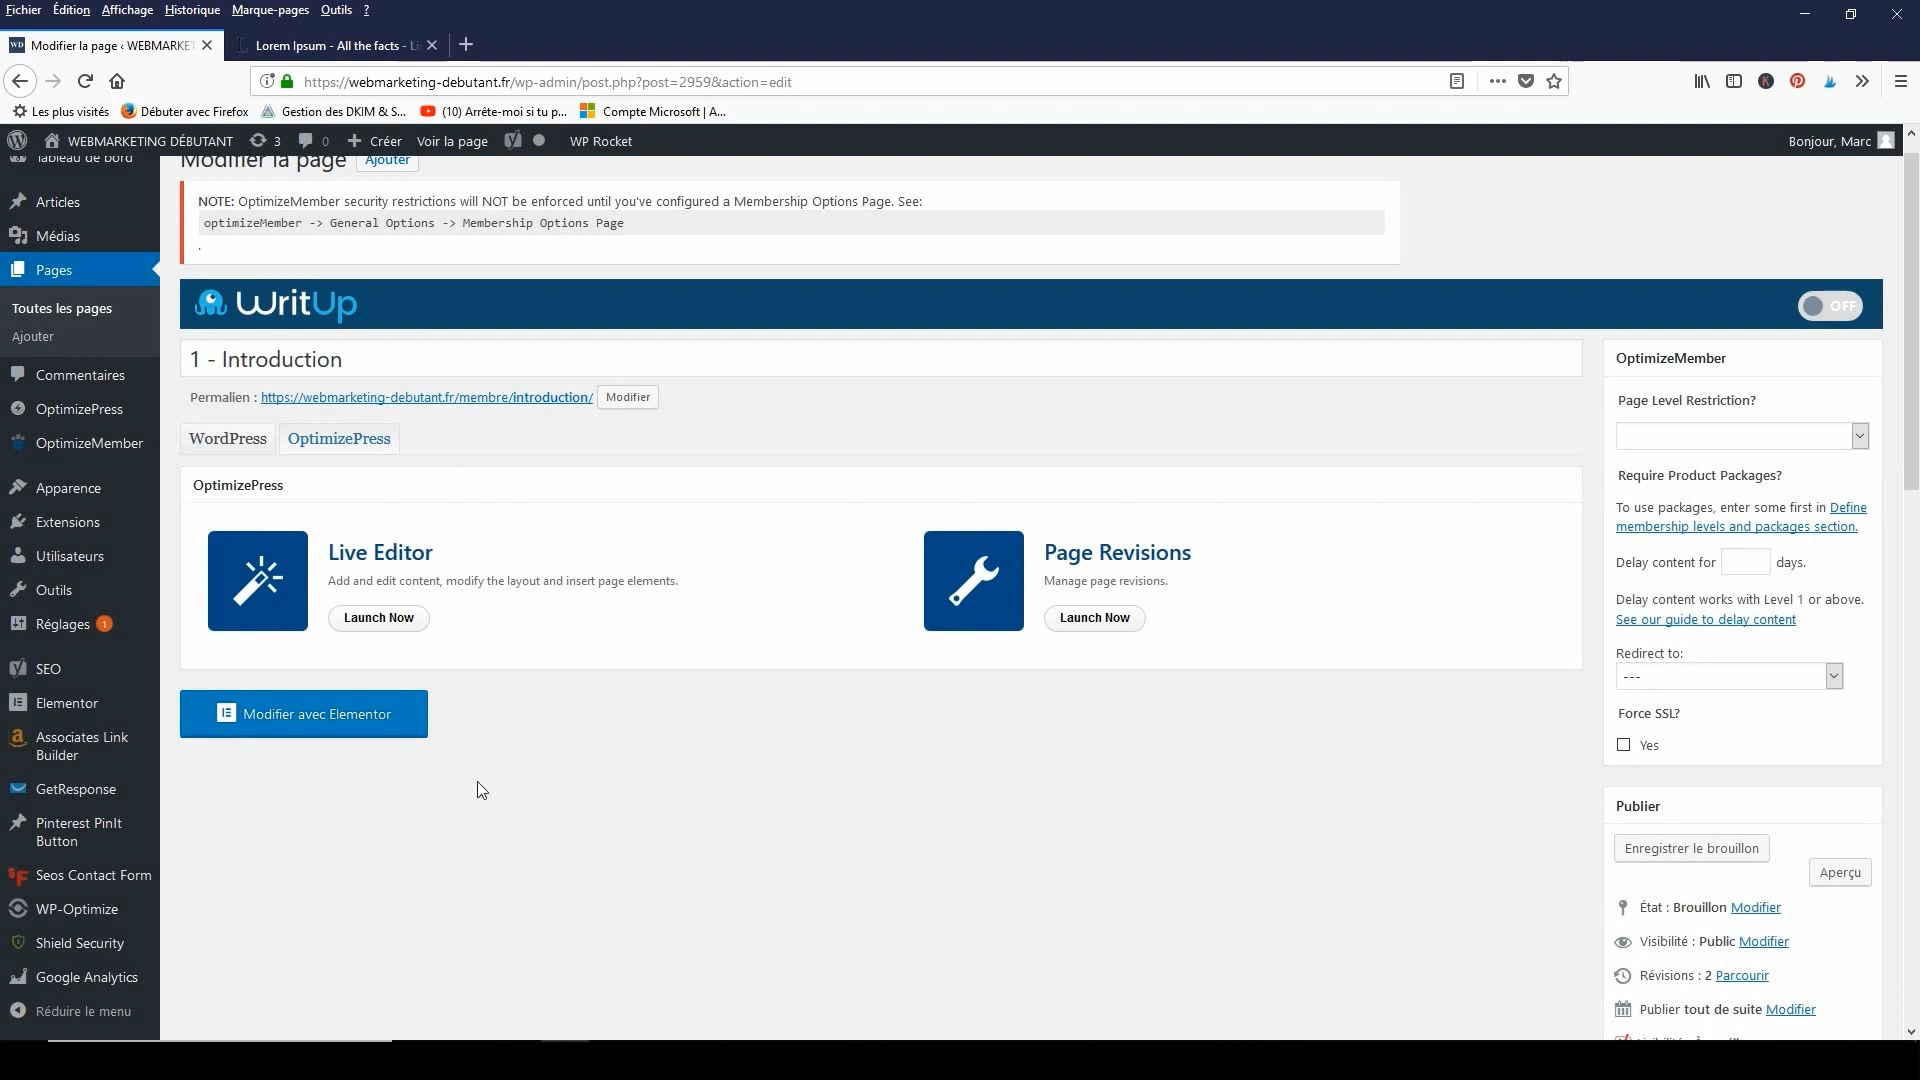 Fichier Édition Affichage Historique Marque-pages Outils ?
Modifier la page ‹ WEBMARKET
Lorem Ipsum - All the facts - Li
https://webmarketing-debutant.fr/wp-admin/post.php?post=2959&action=edit
Les plus visités Débuter avec Firefox Gestion des DKIM & S... (10) Arrête-moi si tu p... Compte Microsoft | A...
WEBMARKETING DÉBUTANT 3 0 Créer Voir la page WP Rocket Bonjour, Marc
Tableau de bord
Articles
Médias
Pages
Toutes les pages
Ajouter
Commentaires
OptimizePress
OptimizeMember
Apparence
Extensions
Utilisateurs
Outils
Réglages 1
SEO
Elementor
Associates Link
Builder
GetResponse
Pinterest PinIt
Button
Seos Contact Form
WP-Optimize
Shield Security
Google Analytics
Réduire le menu
Modifier la page Ajouter
NOTE: OptimizeMember security restrictions will NOT be enforced until you've configured a Membership Options Page. See:
optimizeMember -> General Options -> Membership Options Page
.
WritUp
OFF
1 - Introduction
Permalien : https://webmarketing-debutant.fr/membre/introduction/ Modifier
WordPress OptimizePress
OptimizePress
Live Editor
Add and edit content, modify the layout and insert page elements.
Launch Now
Page Revisions
Manage page revisions.
Launch Now
Modifier avec Elementor
OptimizeMember
Page Level Restriction?
Require Product Packages?
To use packages, enter some first in Define
membership levels and packages section.
Delay content for days.
Delay content works with Level 1 or above.
See our guide to delay content
Redirect to:
---
Force SSL?
Yes
Publier
Enregistrer le brouillon
Aperçu
État : Brouillon Modifier
Visibilité : Public Modifier
Révisions : 2 Parcourir
Publier tout de suite Modifier